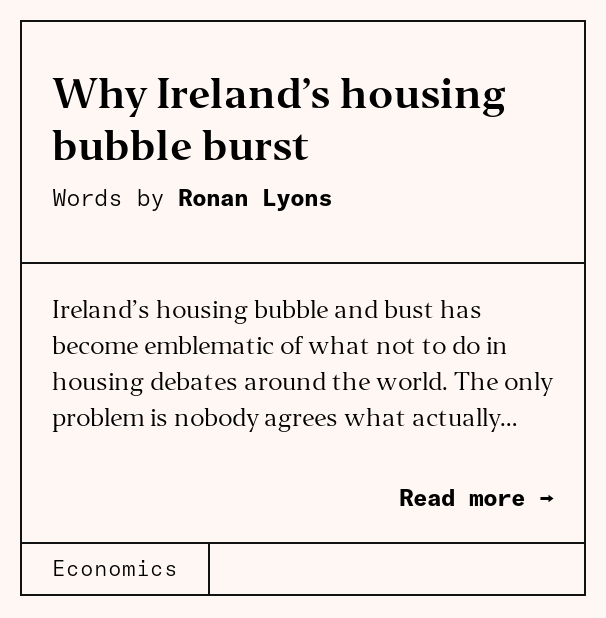 Why Ireland’s housing
bubble burst
Words by Ronan Lyons
Ireland’s housing bubble and bust has
become emblematic of what not to do in
housing debates around the world. The only
problem is nobody agrees what actually...
Read more →
Economics